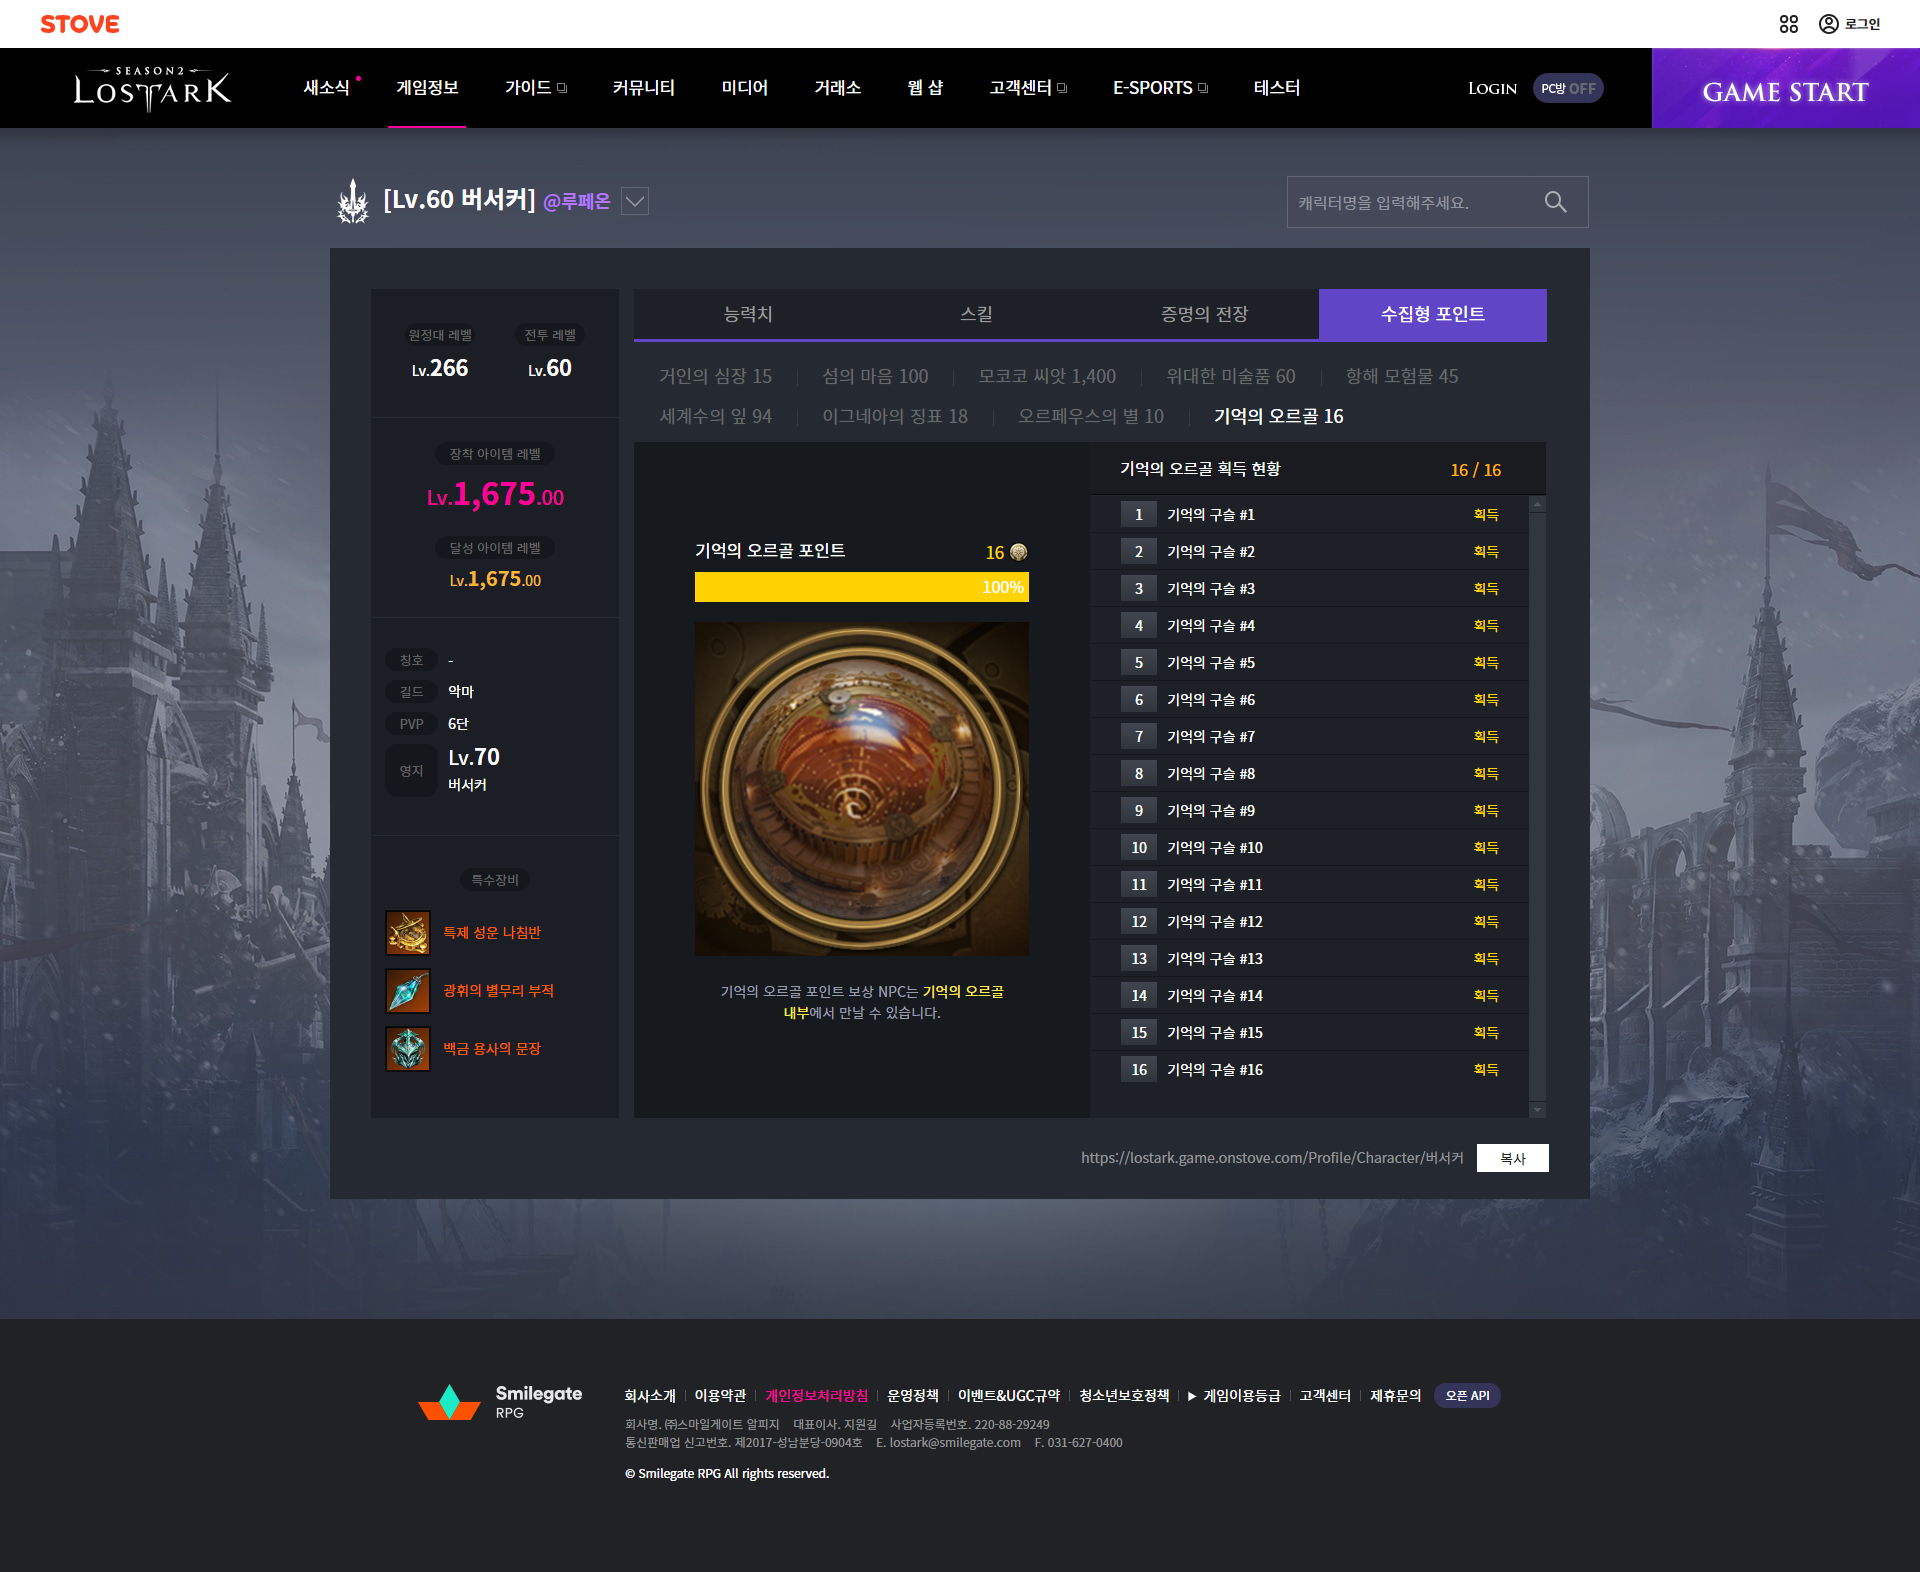 STOVE
로그인
SEASON2
LOSTARK
새소식
게임정보
가이드
커뮤니티
미디어
거래소
웹 샵
고객센터
E-SPORTS
테스터
LOGIN
PC방 OFF
GAME START
[Lv.60 버서커] @루페온
캐릭터명을 입력해주세요.
원정대 레벨
전투 레벨
Lv.266
Lv.60
장착 아이템 레벨
Lv.1,675.00
달성 아이템 레벨
Lv.1,675.00
칭호 -
길드 악마
PVP 6단
영지 Lv.70
버서커
특수장비
특제 성운 나침반
광휘의 별무리 부적
백금 용사의 문장
능력치
스킬
증명의 전장
수집형 포인트
거인의 심장 15
섬의 마음 100
모코코 씨앗 1,400
위대한 미술품 60
항해 모험물 45
세계수의 잎 94
이그네아의 징표 18
오르페우스의 별 10
기억의 오르골 16
기억의 오르골 포인트 16
100%
기억의 오르골 포인트 보상 NPC는 기억의 오르골
내부에서 만날 수 있습니다.
기억의 오르골 획득 현황 16 / 16
1 기억의 구슬 #1 획득
2 기억의 구슬 #2 획득
3 기억의 구슬 #3 획득
4 기억의 구슬 #4 획득
5 기억의 구슬 #5 획득
6 기억의 구슬 #6 획득
7 기억의 구슬 #7 획득
8 기억의 구슬 #8 획득
9 기억의 구슬 #9 획득
10 기억의 구슬 #10 획득
11 기억의 구슬 #11 획득
12 기억의 구슬 #12 획득
13 기억의 구슬 #13 획득
14 기억의 구슬 #14 획득
15 기억의 구슬 #15 획득
16 기억의 구슬 #16 획득
https://lostark.game.onstove.com/Profile/Character/버서커 복사
Smilegate
RPG
회사소개 이용약관 개인정보처리방침 운영정책 이벤트&UGC규약 청소년보호정책 ▶ 게임이용등급 고객센터 제휴문의 오픈 API
회사명. ㈜스마일게이트 알피지 대표이사. 지원길 사업자등록번호. 220-88-29249
통신판매업 신고번호. 제2017-성남분당-0904호 E. lostark@smilegate.com F. 031-627-0400
© Smilegate RPG All rights reserved.